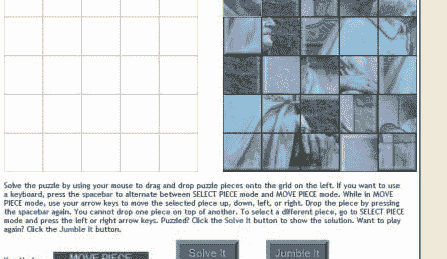 Solve the puzzle by using your mouse to drag and drop puzzle pieces onto the grid on the left. If you want to use
a keyboard, press the spacebar to alternate between SELECT PIECE mode and MOVE PIECE mode. While in MOVE
PIECE mode, use your arrow keys to move the selected piece up, down, left, or right. Drop the piece by pressing
the spacebar again. You cannot drop one piece on top of another. To select a different piece, go to SELECT PIECE
mode and press the left or right arrow keys. Puzzled? Click the Solve It button to show the solution. Want to play
again? Click the Jumble It button.
MOVE PIECE Solve It Jumble It